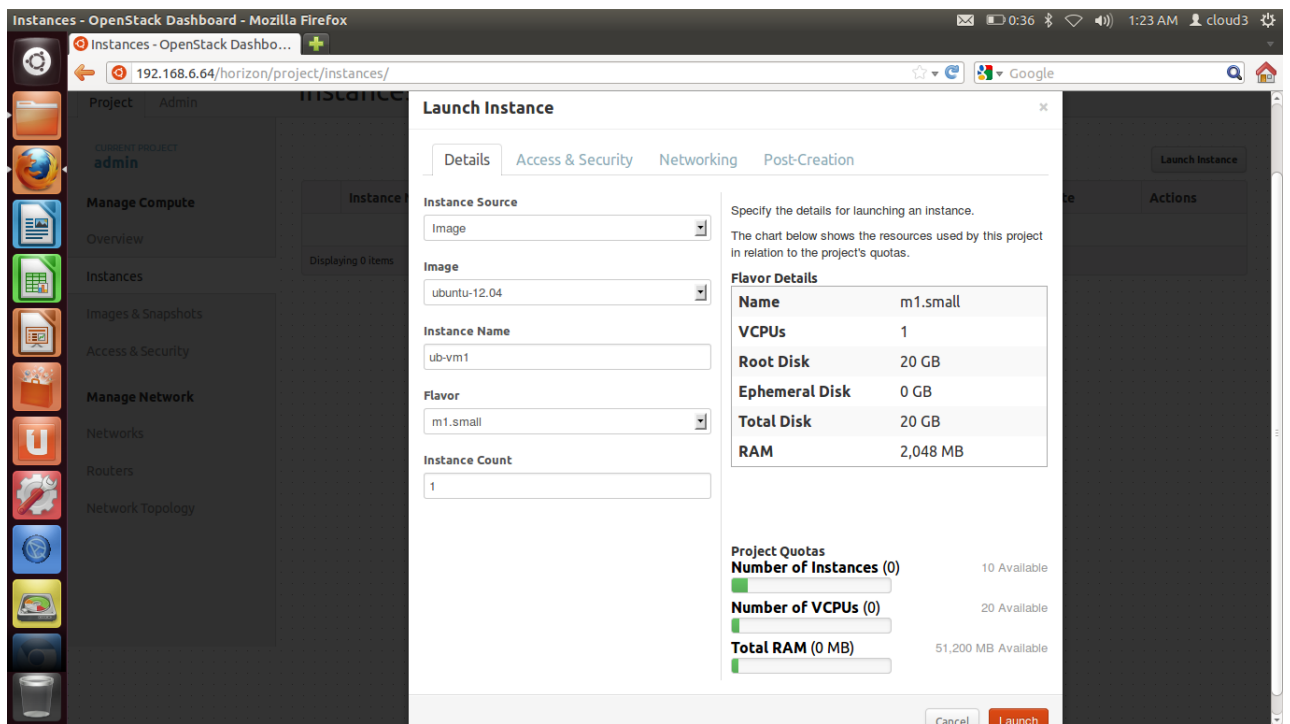 Instances - OpenStack Dashboard - Mozilla Firefox
0:36
1:23 AM
cloud3
Instances - OpenStack Dashbo...
192.168.6.64/horizon/project/instances/
Google
Project
Admin
CURRENT PROJECT
admin
Manage Compute
Overview
Instances
Images & Snapshots
Access & Security
Manage Network
Networks
Routers
Network Topology
Launch Instance
Actions
Displaying 0 items
Launch Instance
×
Details
Access & Security
Networking
Post-Creation
Instance Source
Image
Image
ubuntu-12.04
Instance Name
ub-vm1
Flavor
m1.small
Instance Count
1
Specify the details for launching an instance.
The chart below shows the resources used by this project
in relation to the project's quotas.
Flavor Details
Name m1.small
VCPUs 1
Root Disk 20 GB
Ephemeral Disk 0 GB
Total Disk 20 GB
RAM 2,048 MB
Project Quotas
Number of Instances (0) 10 Available
Number of VCPUs (0) 20 Available
Total RAM (0 MB) 51,200 MB Available
Cancel
Launch